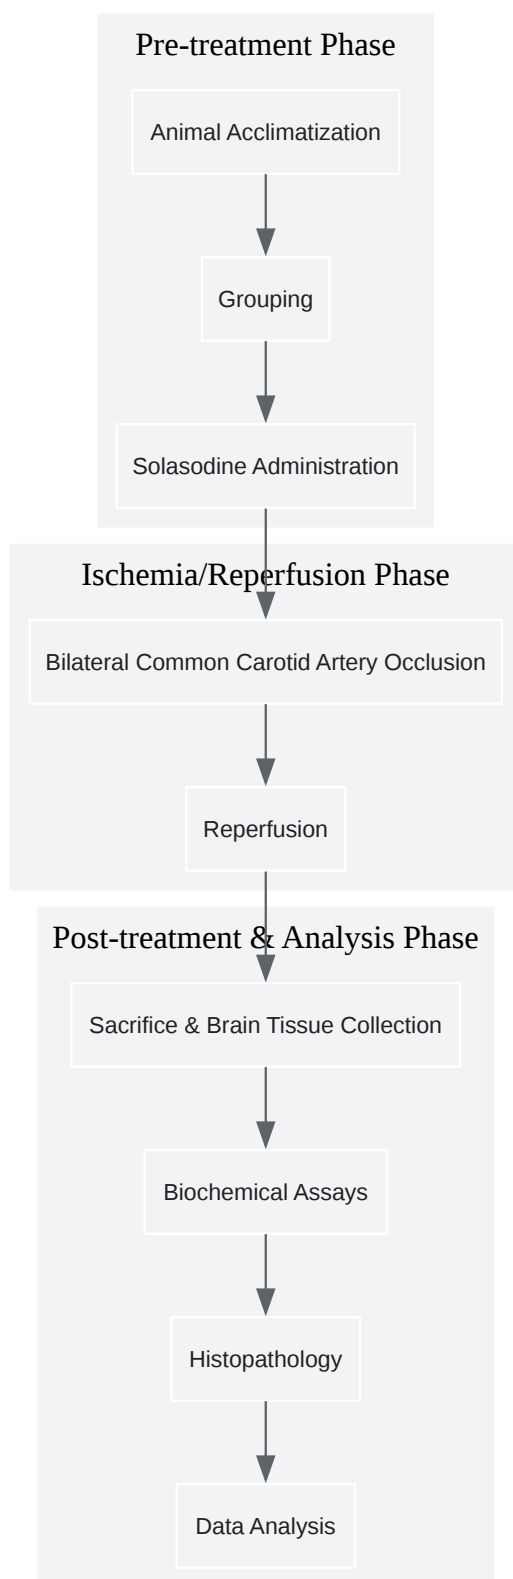 Pre-treatment Phase
Animal Acclimatization
Grouping
Solasodine Administration
Ischemia/Reperfusion Phase
Bilateral Common Carotid Artery Occlusion
Reperfusion
Post-treatment & Analysis Phase
Sacrifice & Brain Tissue Collection
Biochemical Assays
Histopathology
Data Analysis